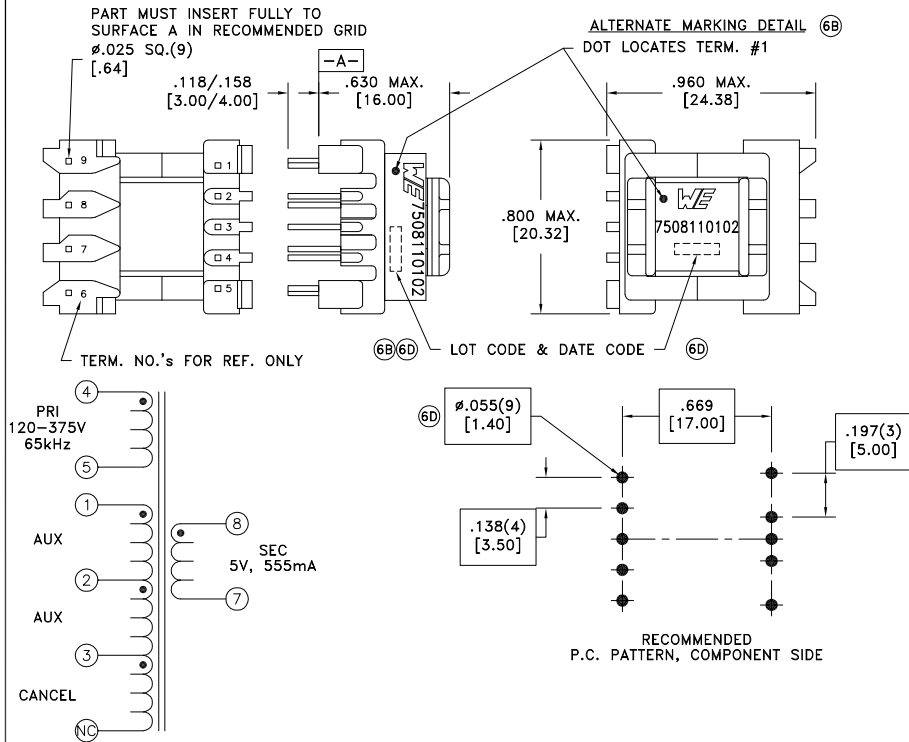 PART MUST INSERT FULLY TO
SURFACE A IN RECOMMENDED GRID
ø.025 SQ.(9)
[.64]
.118/.158
[3.00/4.00]
-A-
.630 MAX.
[16.00]
ALTERNATE MARKING DETAIL 6B
DOT LOCATES TERM. #1
.960 MAX.
[24.38]
9
8
7
6
1
2
3
4
5
WE
7508110102
.800 MAX.
[20.32]
WE
7508110102
TERM. NO.'s FOR REF. ONLY
6B 6D LOT CODE & DATE CODE 6D
4
PRI
120-375V
65kHz
5
1
AUX
2
AUX
3
CANCEL
NC
8
SEC
5V, 555mA
7
6D
ø.055(9)
[1.40]
.669
[17.00]
.197(3)
[5.00]
.138(4)
[3.50]
RECOMMENDED
P.C. PATTERN, COMPONENT SIDE